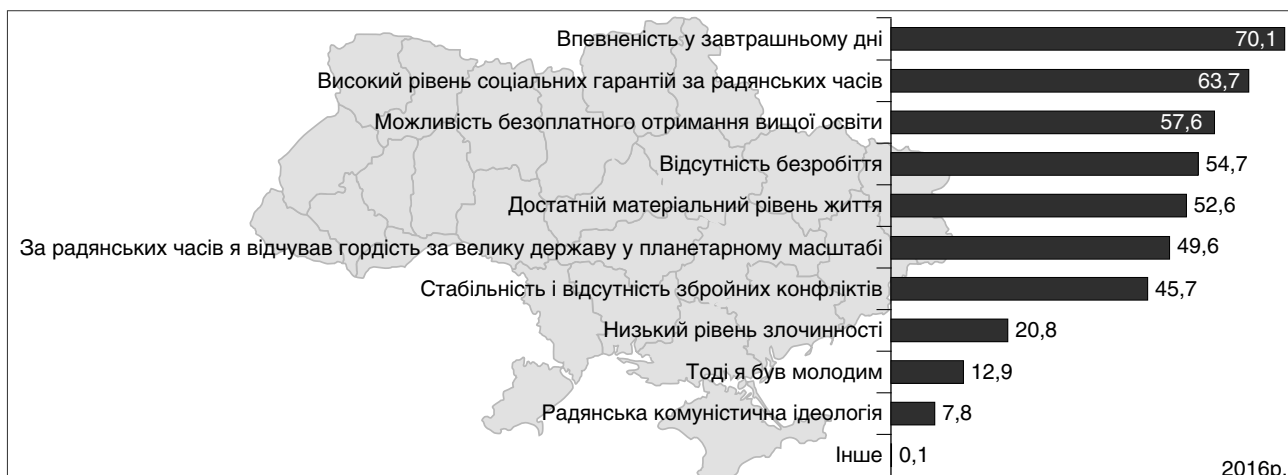 Впевненість у завтрашньому дні 70,1
Високий рівень соціальних гарантій за радянських часів 63,7
Можливість безоплатного отримання вищої освіти 57,6
Відсутність безробіття 54,7
Достатній матеріальний рівень життя 52,6
За радянських часів я відчував гордість за велику державу у планетарному масштабі 49,6
Стабільність і відсутність збройних конфліктів 45,7
Низький рівень злочинності 20,8
Тоді я був молодим 12,9
Радянська комуністична ідеологія 7,8
Інше 0,1
2016р.